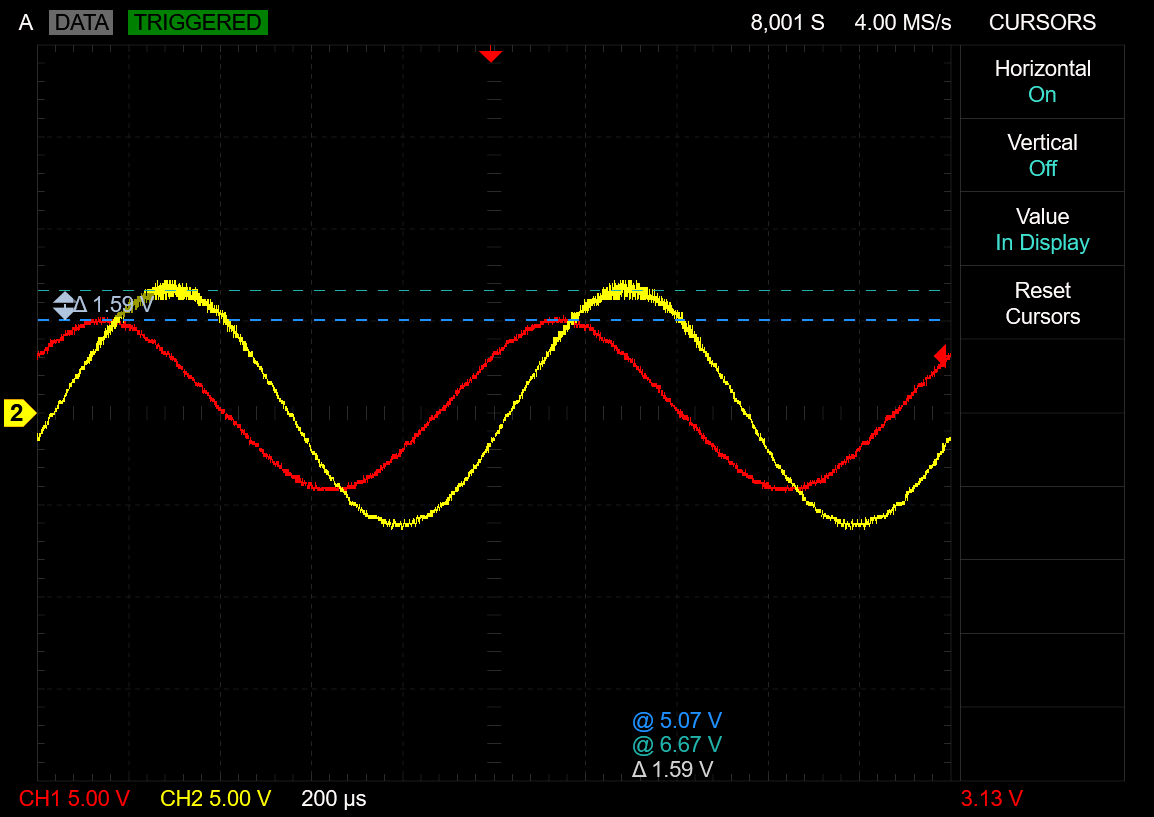 A DATA TRIGGERED 8,001 S 4.00 MS/s CURSORS
Horizontal
On
Vertical
Off
Value
In Display
Reset
Cursors
Δ 1.59 V
2
@ 5.07 V
@ 6.67 V
Δ 1.59 V
CH1 5.00 V CH2 5.00 V 200 µs 3.13 V